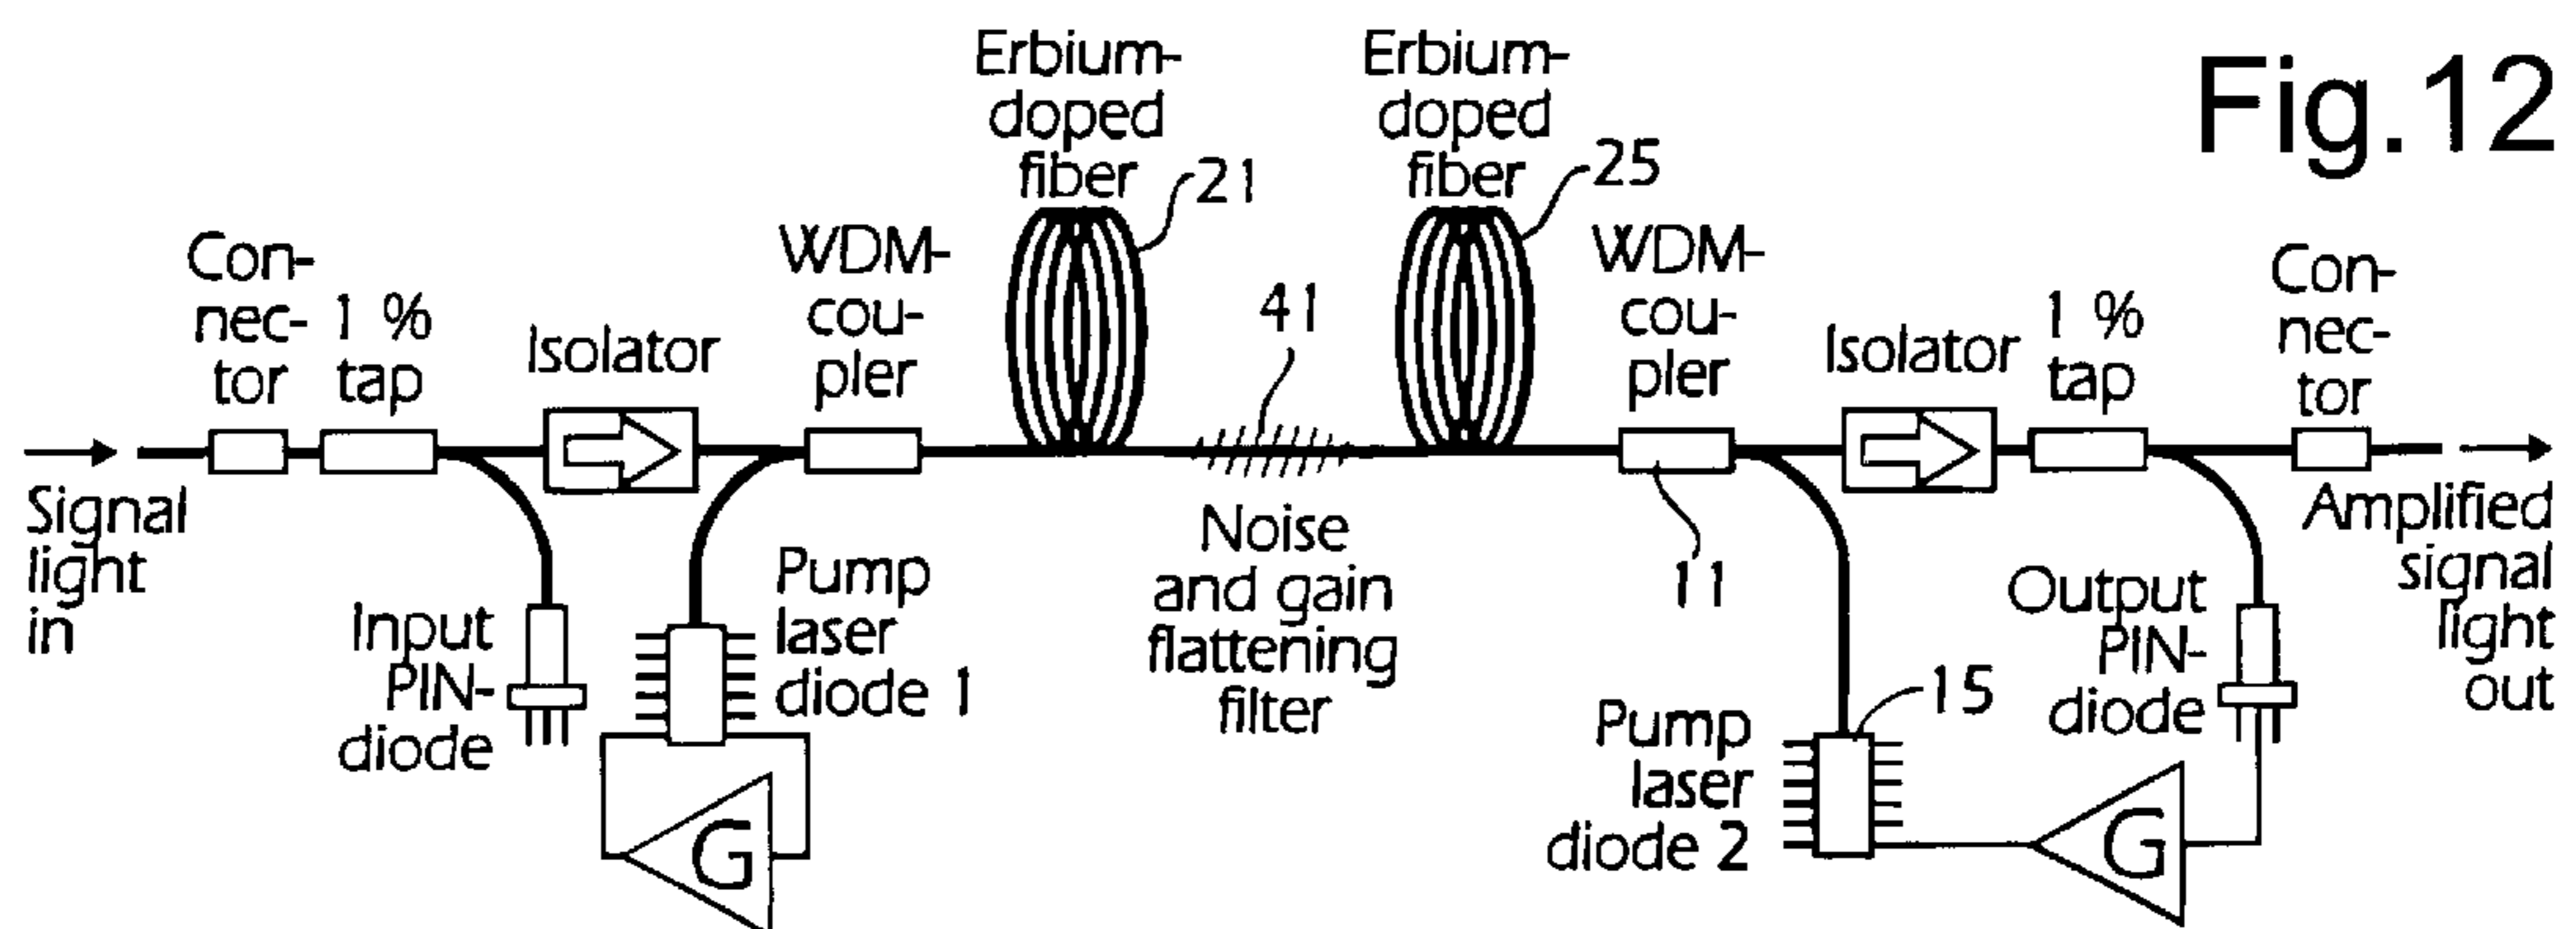 Fig.12
Erbium-
doped
fiber
21
Erbium-
doped
fiber
25
Con-
nec-
tor
1 %
tap
Isolator
WDM-
cou-
pler
41
WDM-
cou-
pler
Isolator
1 %
tap
Con-
nec-
tor
Signal
light
in
Input
PIN-
diode
Pump
laser
diode 1
G
Noise
and gain
flattening
filter
11
Pump
laser
diode 2
15
G
Output
PIN-
diode
Amplified
signal
light
out